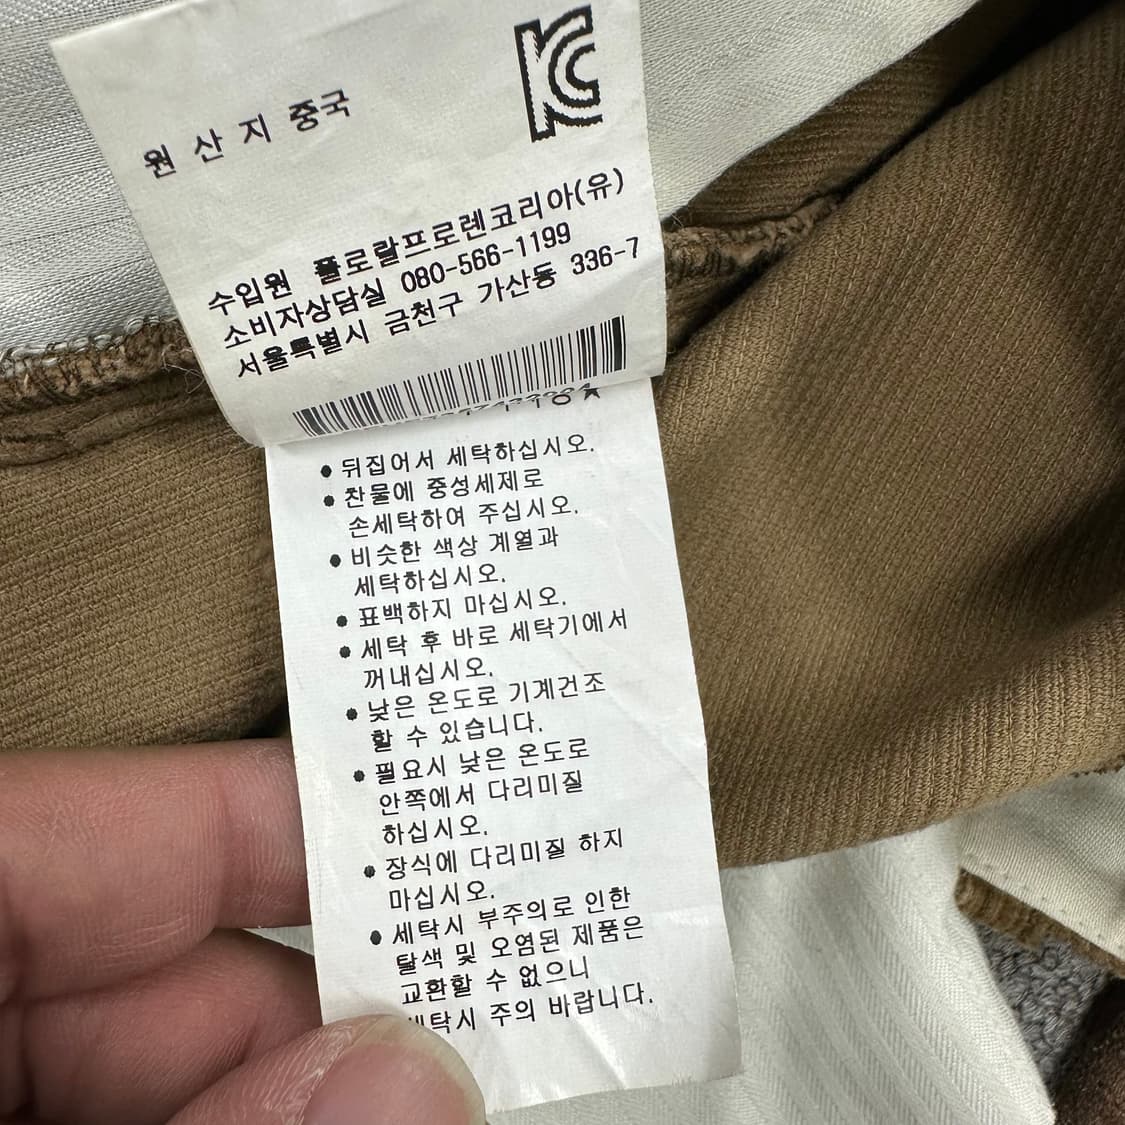 KC
원산지 중국
수입원 폴로랄프로렌코리아(유)
소비자상담실 080-566-1199
서울특별시 금천구 가산동 336-7
• 뒤집어서 세탁하십시오.
• 찬물에 중성세제로
손세탁하여 주십시오.
• 비슷한 색상 계열과
세탁하십시오.
• 표백하지 마십시오.
• 세탁 후 바로 세탁기에서
꺼내십시오.
• 낮은 온도로 기계건조
할 수 있습니다.
• 필요시 낮은 온도로
안쪽에서 다리미질
하십시오.
• 장식에 다리미질 하지
마십시오.
• 세탁시 부주의로 인한
탈색 및 오염된 제품은
교환할 수 없으니
세탁시 주의 바랍니다.